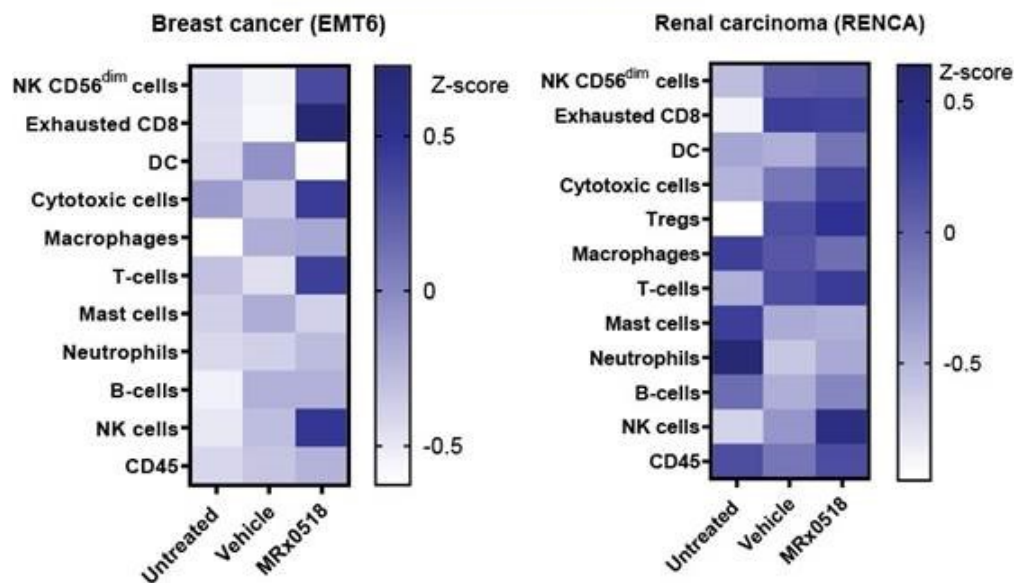 Breast cancer (EMT6)
NK CD56dim cells
Exhausted CD8
DC
Cytotoxic cells
Macrophages
T-cells
Mast cells
Neutrophils
B-cells
NK cells
CD45
Untreated
Vehicle
MRx0518
Z-score
0.5
0
-0.5
Renal carcinoma (RENCA)
NK CD56dim cells
Exhausted CD8
DC
Cytotoxic cells
Tregs
Macrophages
T-cells
Mast cells
Neutrophils
B-cells
NK cells
CD45
Untreated
Vehicle
MRx0518
Z-score
0.5
0
-0.5